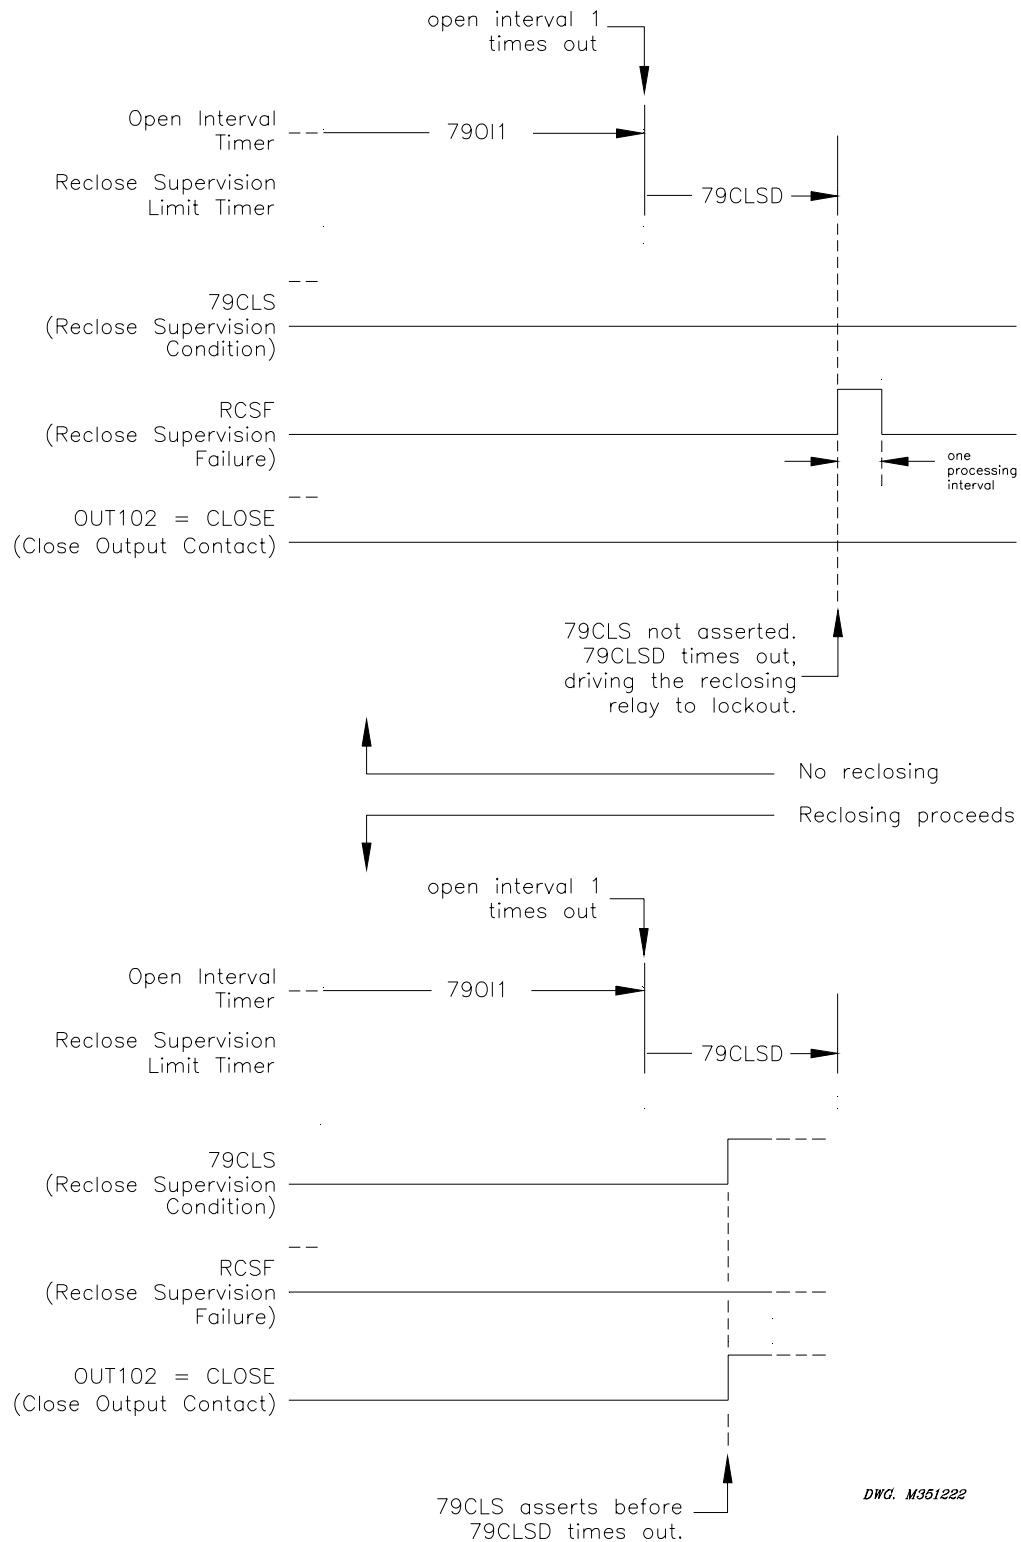 open interval 1
times out
Open Interval
Timer
79OI1
Reclose Supervision
Limit Timer
79CLSD
79CLS
(Reclose Supervision
Condition)
RCSF
(Reclose Supervision
Failure)
one
processing
interval
OUT102 = CLOSE
(Close Output Contact)
79CLS not asserted.
79CLSD times out,
driving the reclosing
relay to lockout.
No reclosing
Reclosing proceeds
open interval 1
times out
Open Interval
Timer
79OI1
Reclose Supervision
Limit Timer
79CLSD
79CLS
(Reclose Supervision
Condition)
RCSF
(Reclose Supervision
Failure)
OUT102 = CLOSE
(Close Output Contact)
79CLS asserts before
79CLSD times out.
DWG. M351222